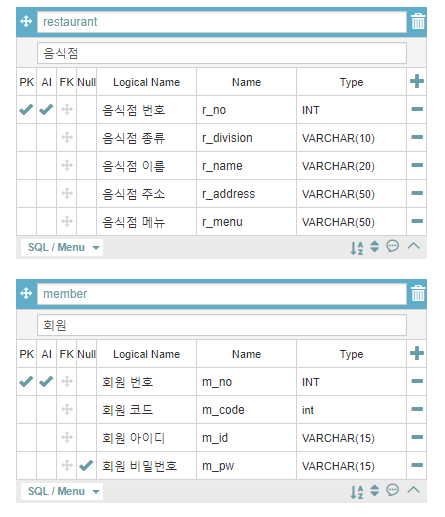 restaurant
음식점
PK AI FK Null Logical Name Name Type
음식점 번호 r_no INT
음식점 종류 r_division VARCHAR(10)
음식점 이름 r_name VARCHAR(20)
음식점 주소 r_address VARCHAR(50)
음식점 메뉴 r_menu VARCHAR(50)
SQL / Menu
member
회원
PK AI FK Null Logical Name Name Type
회원 번호 m_no INT
회원 코드 m_code int
회원 아이디 m_id VARCHAR(15)
회원 비밀번호 m_pw VARCHAR(15)
SQL / Menu